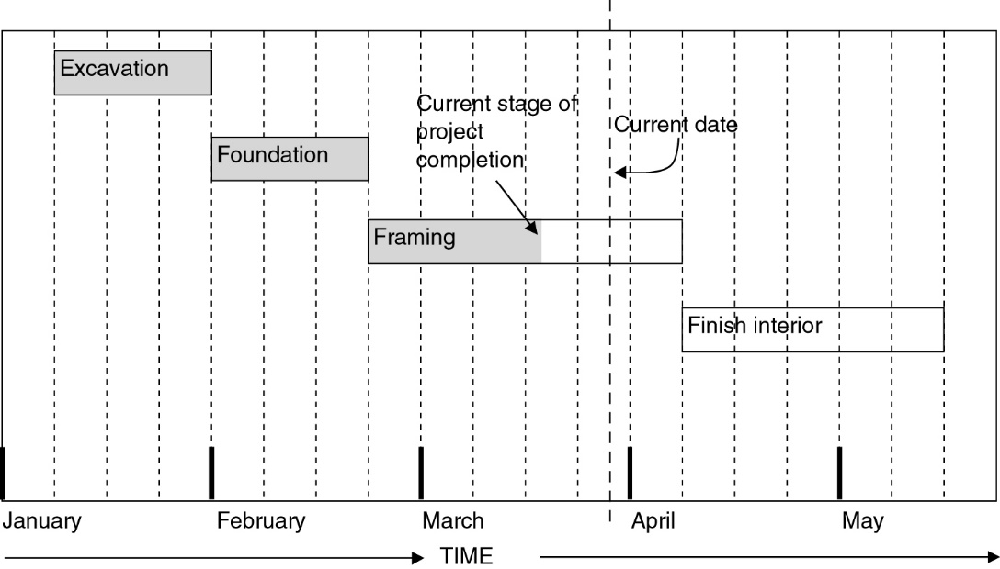 Excavation
Current stage of
project
completion
Current date
Foundation
Framing
Finish interior
January February March April May
TIME